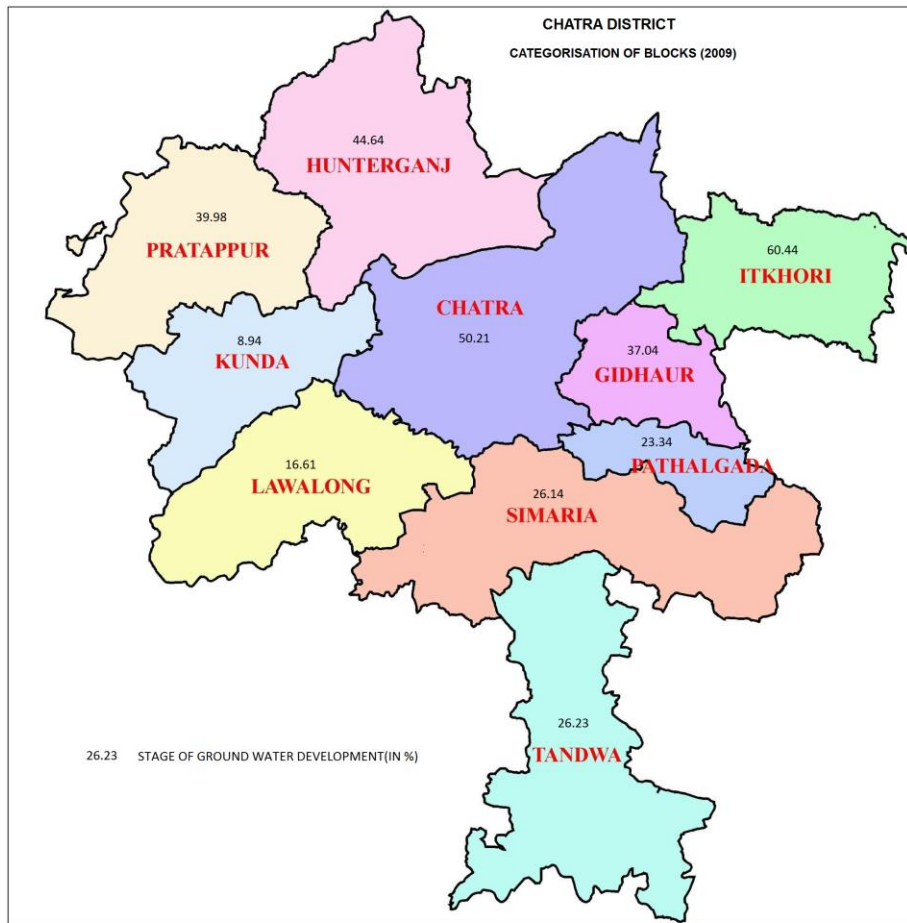 CHATRA DISTRICT
CATEGORISATION OF BLOCKS (2009)
44.64
HUNTERGANJ
39.98
PRATAPPUR
60.44
ITKHORI
CHATRA
50.21
8.94
KUNDA
37.04
GIDHAUR
23.34
PATHALGADA
16.61
LAWALONG
26.14
SIMARIA
26.23
TANDWA
26.23 STAGE OF GROUND WATER DEVELOPMENT(IN %)